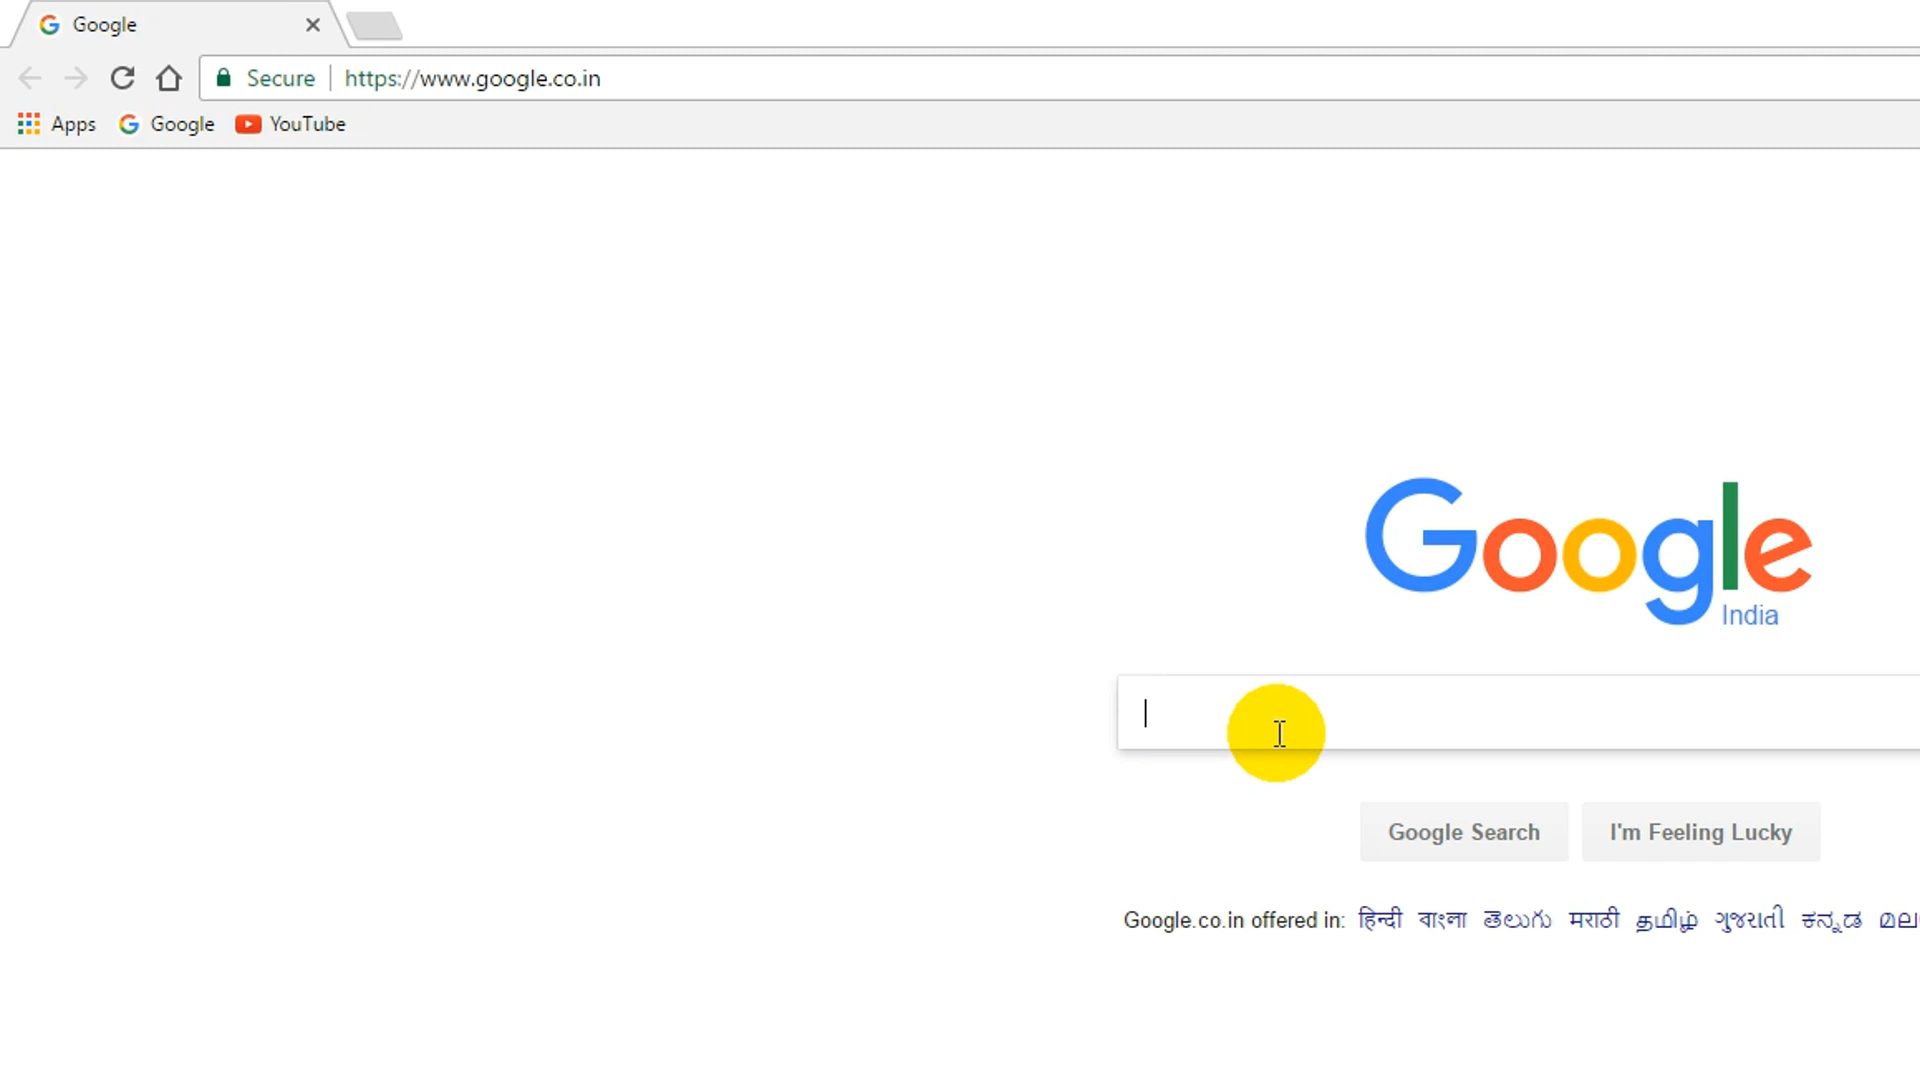 Google
Secure https://www.google.co.in
Apps Google YouTube
Google
India
Google Search I'm Feeling Lucky
Google.co.in offered in: हिन्दी বাংলা తెలుగు मराठी தமிழ் ગુજરાતી ಕನ್ನಡ